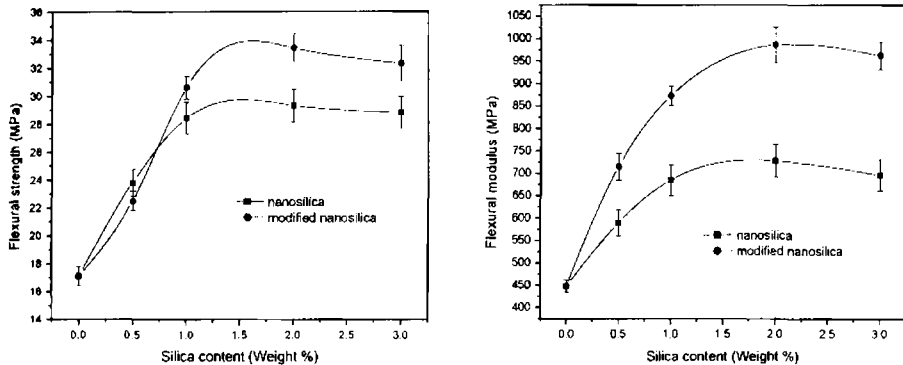 36
34
32
30
28
26
24
22
20
18
16
14
Flexural strength (MPa)
nanosilica
modified nanosilica
0.0 0.5 1.0 1.5 2.0 2.5 3.0
Silica content (Weight %)
1050
1000
950
900
850
800
750
700
650
600
550
500
450
400
Flexural modulus (MPa)
nanosilica
modified nanosilica
0.0 0.5 1.0 1.5 2.0 2.5 3.0
Silica content (Weight %)